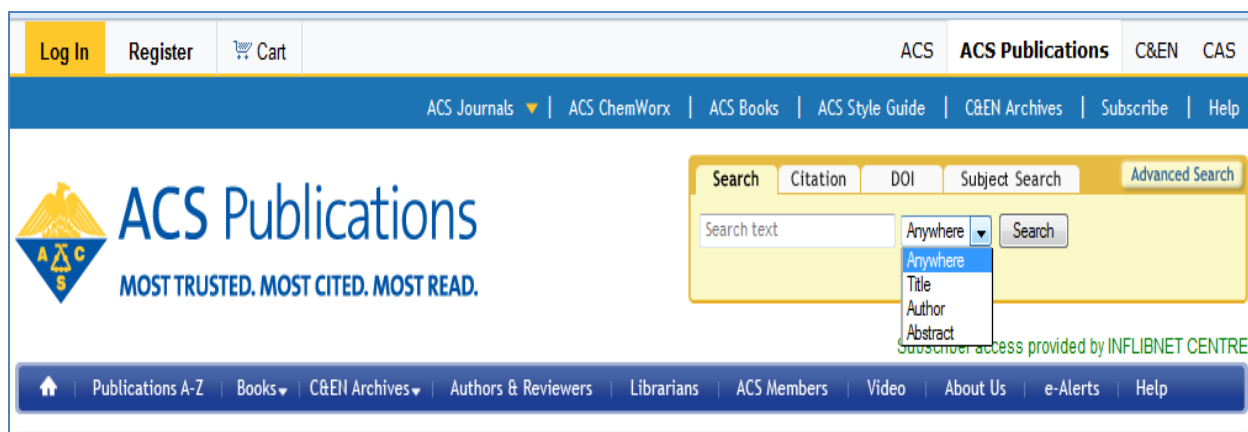 Log In Register Cart ACS ACS Publications C&EN CAS
ACS Journals ACS ChemWorx ACS Books ACS Style Guide C&EN Archives Subscribe Help
Search Citation DOI Subject Search Advanced Search
ACS Publications
MOST TRUSTED. MOST CITED. MOST READ.
A C S
Search text Anywhere Search
Anywhere
Title
Author
Abstract
Subscriber access provided by INFLIBNET CENTRE
Publications A-Z Books C&EN Archives Authors & Reviewers Librarians ACS Members Video About Us e-Alerts Help